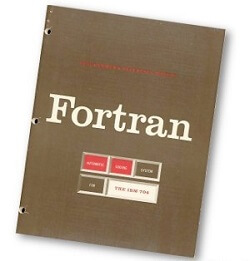 Fortran
AUTOMATIC CODING SYSTEM
FOR THE IBM 704